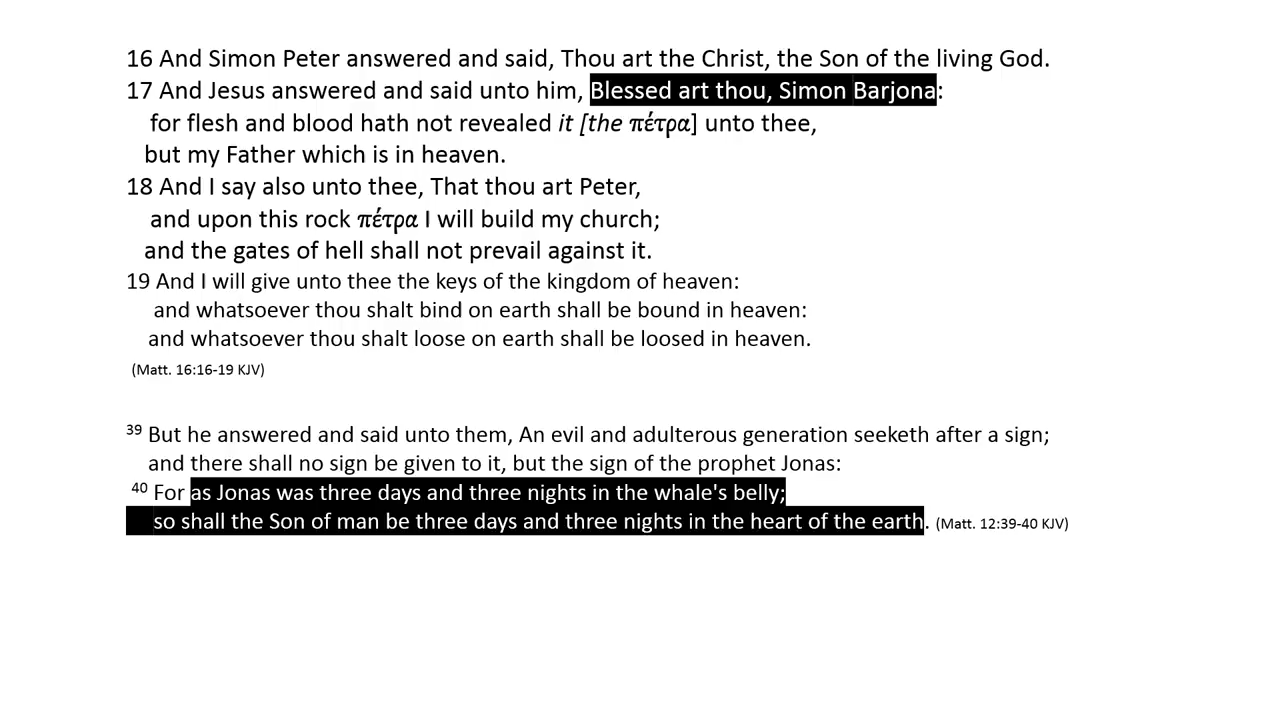 16 And Simon Peter answered and said, Thou art the Christ, the Son of the living God.
17 And Jesus answered and said unto him, Blessed art thou, Simon Barjona:
for flesh and blood hath not revealed it [the πέτρα] unto thee,
but my Father which is in heaven.
18 And I say also unto thee, That thou art Peter,
and upon this rock πέτρα I will build my church;
and the gates of hell shall not prevail against it.
19 And I will give unto thee the keys of the kingdom of heaven:
and whatsoever thou shalt bind on earth shall be bound in heaven:
and whatsoever thou shalt loose on earth shall be loosed in heaven.
(Matt. 16:16-19 KJV)
39 But he answered and said unto them, An evil and adulterous generation seeketh after a sign;
and there shall no sign be given to it, but the sign of the prophet Jonas:
40 For as Jonas was three days and three nights in the whale's belly;
so shall the Son of man be three days and three nights in the heart of the earth. (Matt. 12:39-40 KJV)